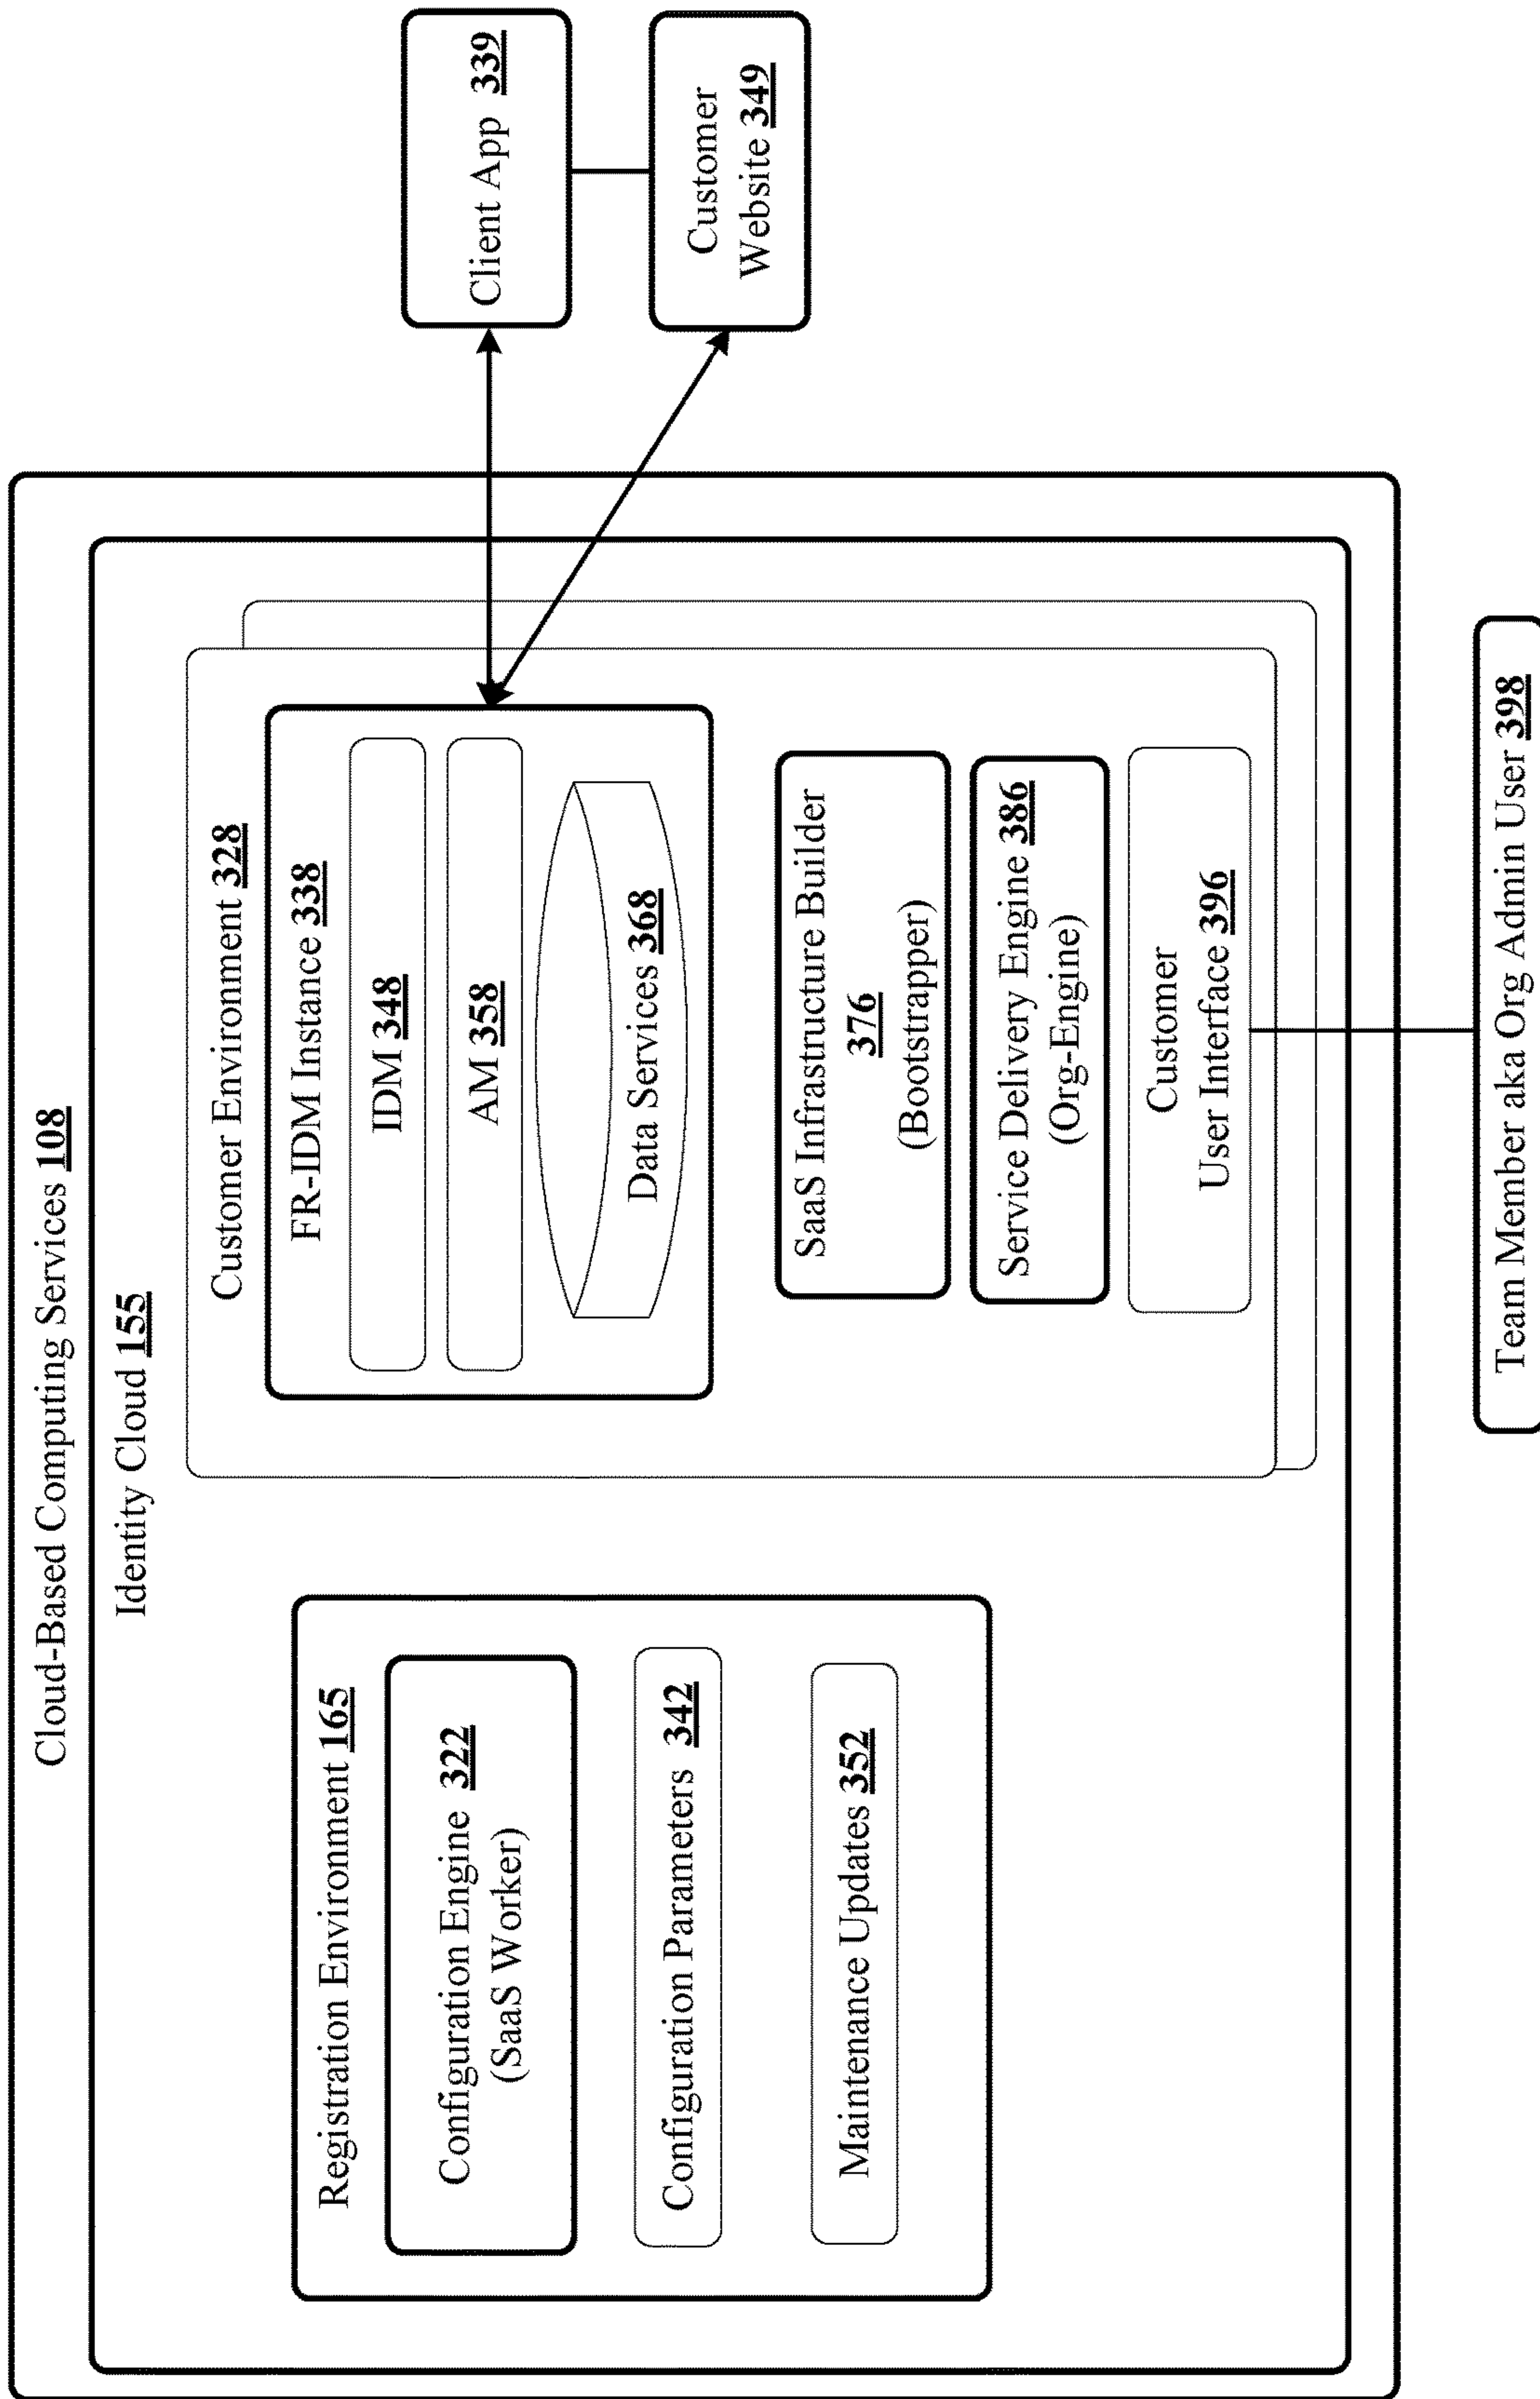 Cloud-Based Computing Services 108
Identity Cloud 155
Registration Environment 165
Configuration Engine 322
(SaaS Worker)
Configuration Parameters 342
Maintenance Updates 352
Customer Environment 328
FR-IDM Instance 338
IDM 348
AM 358
Data Services 368
SaaS Infrastructure Builder
376
(Bootstrapper)
Service Delivery Engine 386
(Org-Engine)
Customer
User Interface 396
Client App 339
Customer
Website 349
Team Member aka Org Admin User 398